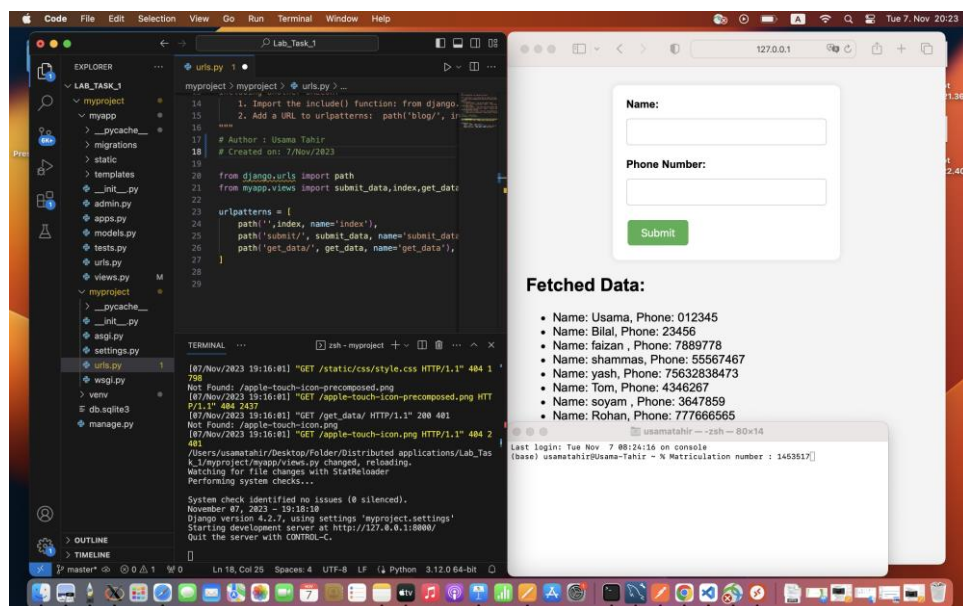 Code File Edit Selection View Go Run Terminal Window Help
A
Tue 7. Nov 20:23
Lab_Task_1
127.0.0.1
EXPLORER
LAB_TASK_1
myproject
myapp
__pycache__
migrations
static
templates
__init__.py
admin.py
apps.py
models.py
tests.py
urls.py
views.py M
myproject
__pycache__
__init__.py
asgi.py
settings.py
urls.py 1
wsgi.py
venv
db.sqlite3
manage.py
OUTLINE
TIMELINE
urls.py 1
myproject > myproject > urls.py > ...
14 1. Import the include() function: from django.
15 2. Add a URL to urlpatterns: path('blog/', in
16 """
17 # Author : Usama Tahir
18 # Created on: 7/Nov/2023
19
20 from django.urls import path
21 from myapp.views import submit_data,index,get_data
22
23 urlpatterns = [
24 path('',index, name='index'),
25 path('submit/', submit_data, name='submit_data
26 path('get_data/', get_data, name='get_data'),
27 ]
28
29
TERMINAL ... zsh - myproject
[07/Nov/2023 19:16:01] "GET /static/css/style.css HTTP/1.1" 404 1
798
Not Found: /apple-touch-icon-precomposed.png
[07/Nov/2023 19:16:01] "GET /apple-touch-icon-precomposed.png HTT
P/1.1" 404 2437
[07/Nov/2023 19:16:01] "GET /get_data/ HTTP/1.1" 200 401
Not Found: /apple-touch-icon.png
[07/Nov/2023 19:16:01] "GET /apple-touch-icon.png HTTP/1.1" 404 2
401
/Users/usamatahir/Desktop/Folder/Distributed applications/Lab_Tas
k_1/myproject/myapp/views.py changed, reloading.
Watching for file changes with StatReloader
Performing system checks...
System check identified no issues (0 silenced).
November 07, 2023 - 19:18:10
Django version 4.2.7, using settings 'myproject.settings'
Starting development server at http://127.0.0.1:8000/
Quit the server with CONTROL-C.
master* 0 1 0 Ln 18, Col 25 Spaces: 4 UTF-8 LF Python 3.12.0 64-bit
Name:
Phone Number:
Submit
Fetched Data:
Name: Usama, Phone: 012345
Name: Bilal, Phone: 23456
Name: faizan , Phone: 7889778
Name: shammas, Phone: 55567467
Name: yash, Phone: 75632838473
Name: Tom, Phone: 4346267
Name: soyam , Phone: 3647859
Name: Rohan, Phone: 777666565
usamatahir — -zsh — 80×14
Last login: Tue Nov 7 08:24:16 on console
(base) usamatahir@Usama-Tahir ~ % Matriculation number : 1453517